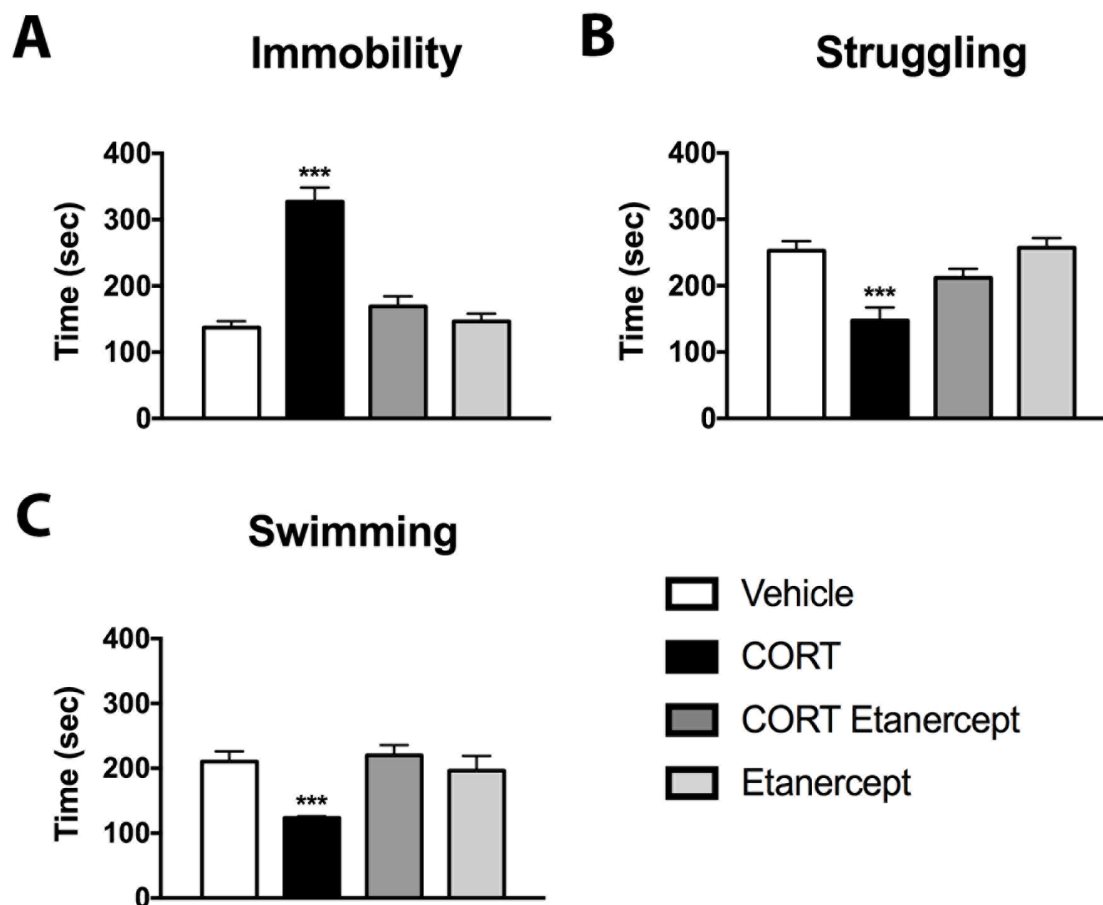 A
Immobility
400
300
200
100
0
Time (sec)
***
B
Struggling
400
300
200
100
0
Time (sec)
***
C
Swimming
400
300
200
100
0
Time (sec)
***
Vehicle
CORT
CORT Etanercept
Etanercept